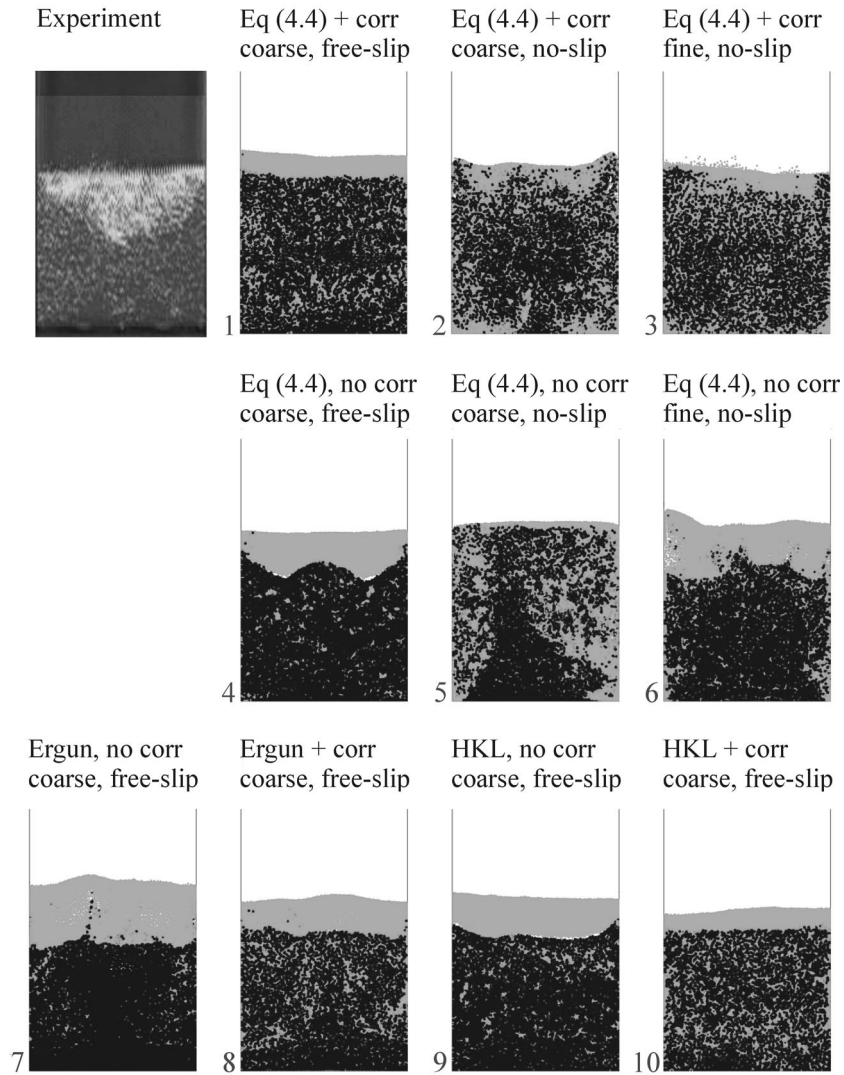 Experiment
Eq (4.4) + corr
coarse, free-slip
Eq (4.4) + corr
coarse, no-slip
Eq (4.4) + corr
fine, no-slip
1
2
3
Eq (4.4), no corr
coarse, free-slip
Eq (4.4), no corr
coarse, no-slip
Eq (4.4), no corr
fine, no-slip
4
5
6
Ergun, no corr
coarse, free-slip
Ergun + corr
coarse, free-slip
HKL, no corr
coarse, free-slip
HKL + corr
coarse, free-slip
7
8
9
10